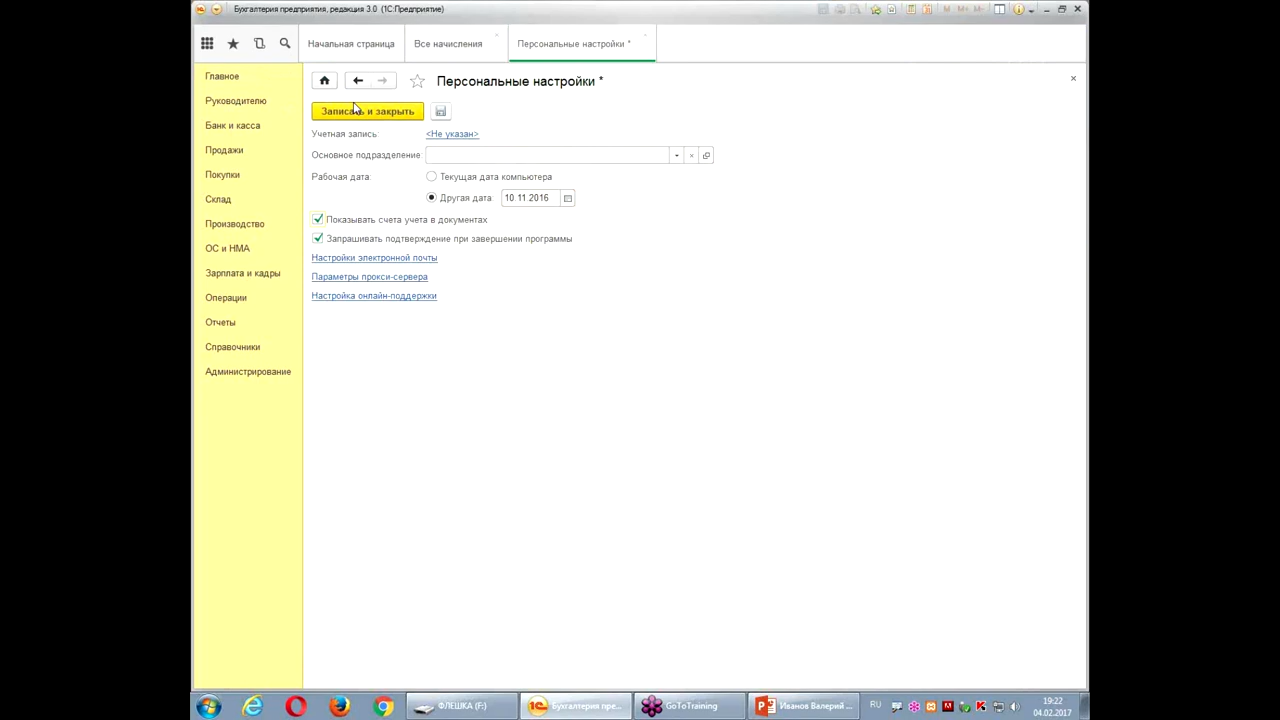 Бухгалтерия предприятия, редакция 3.0 (1С:Предприятие)
M M+ M-
Начальная страница
Все начисления
Персональные настройки *
Главное
Руководителю
Банк и касса
Продажи
Покупки
Склад
Производство
ОС и НМА
Зарплата и кадры
Операции
Отчеты
Справочники
Администрирование
Персональные настройки *
Записать и закрыть
Учетная запись: <Не указан>
Основное подразделение:
Рабочая дата: Текущая дата компьютера
Другая дата: 10.11.2016
Показывать счета учета в документах
Запрашивать подтверждение при завершении программы
Настройки электронной почты
Параметры прокси-сервера
Настройка онлайн-поддержки
ФЛЕШКА (F:)
Бухгалтерия пре...
GoToTraining
Иванов Валерий ...
RU
19:22
04.02.2017